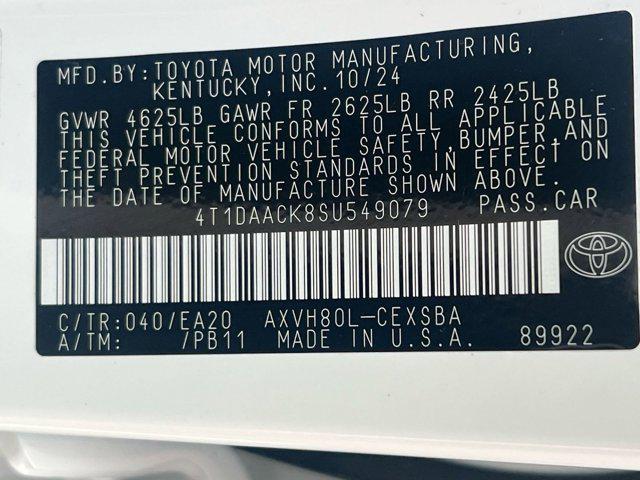 MFD.BY:TOYOTA MOTOR MANUFACTURING,
KENTUCKY,INC.10/24
GVWR 4625LB GAWR FR 2625LB RR 2425LB
THIS VEHICLE CONFORMS TO ALL APPLICABLE
FEDERAL MOTOR VEHICLE SAFETY,BUMPER,AND
THEFT PREVENTION STANDARDS IN EFFECT ON
THE DATE OF MANUFACTURE SHOWN ABOVE.
4T1DAACK8SU549079 PASS.CAR
C/TR:040/EA20 AXVH80L-CEXSBA
A/TM: /PB11 MADE IN U.S.A. 89922